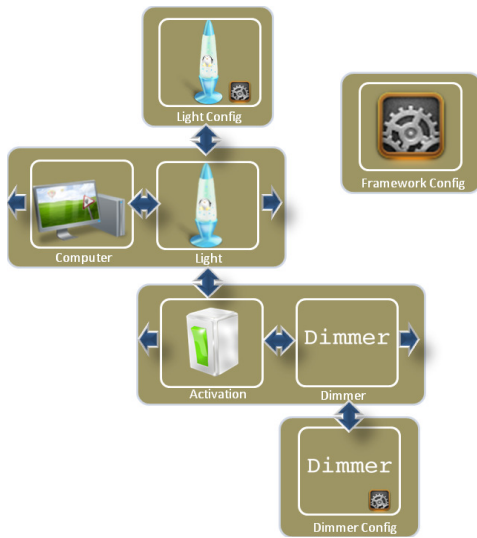 Light Config
Framework Config
Computer
Light
Dimmer
Activation
Dimmer
Dimmer
Dimmer Config